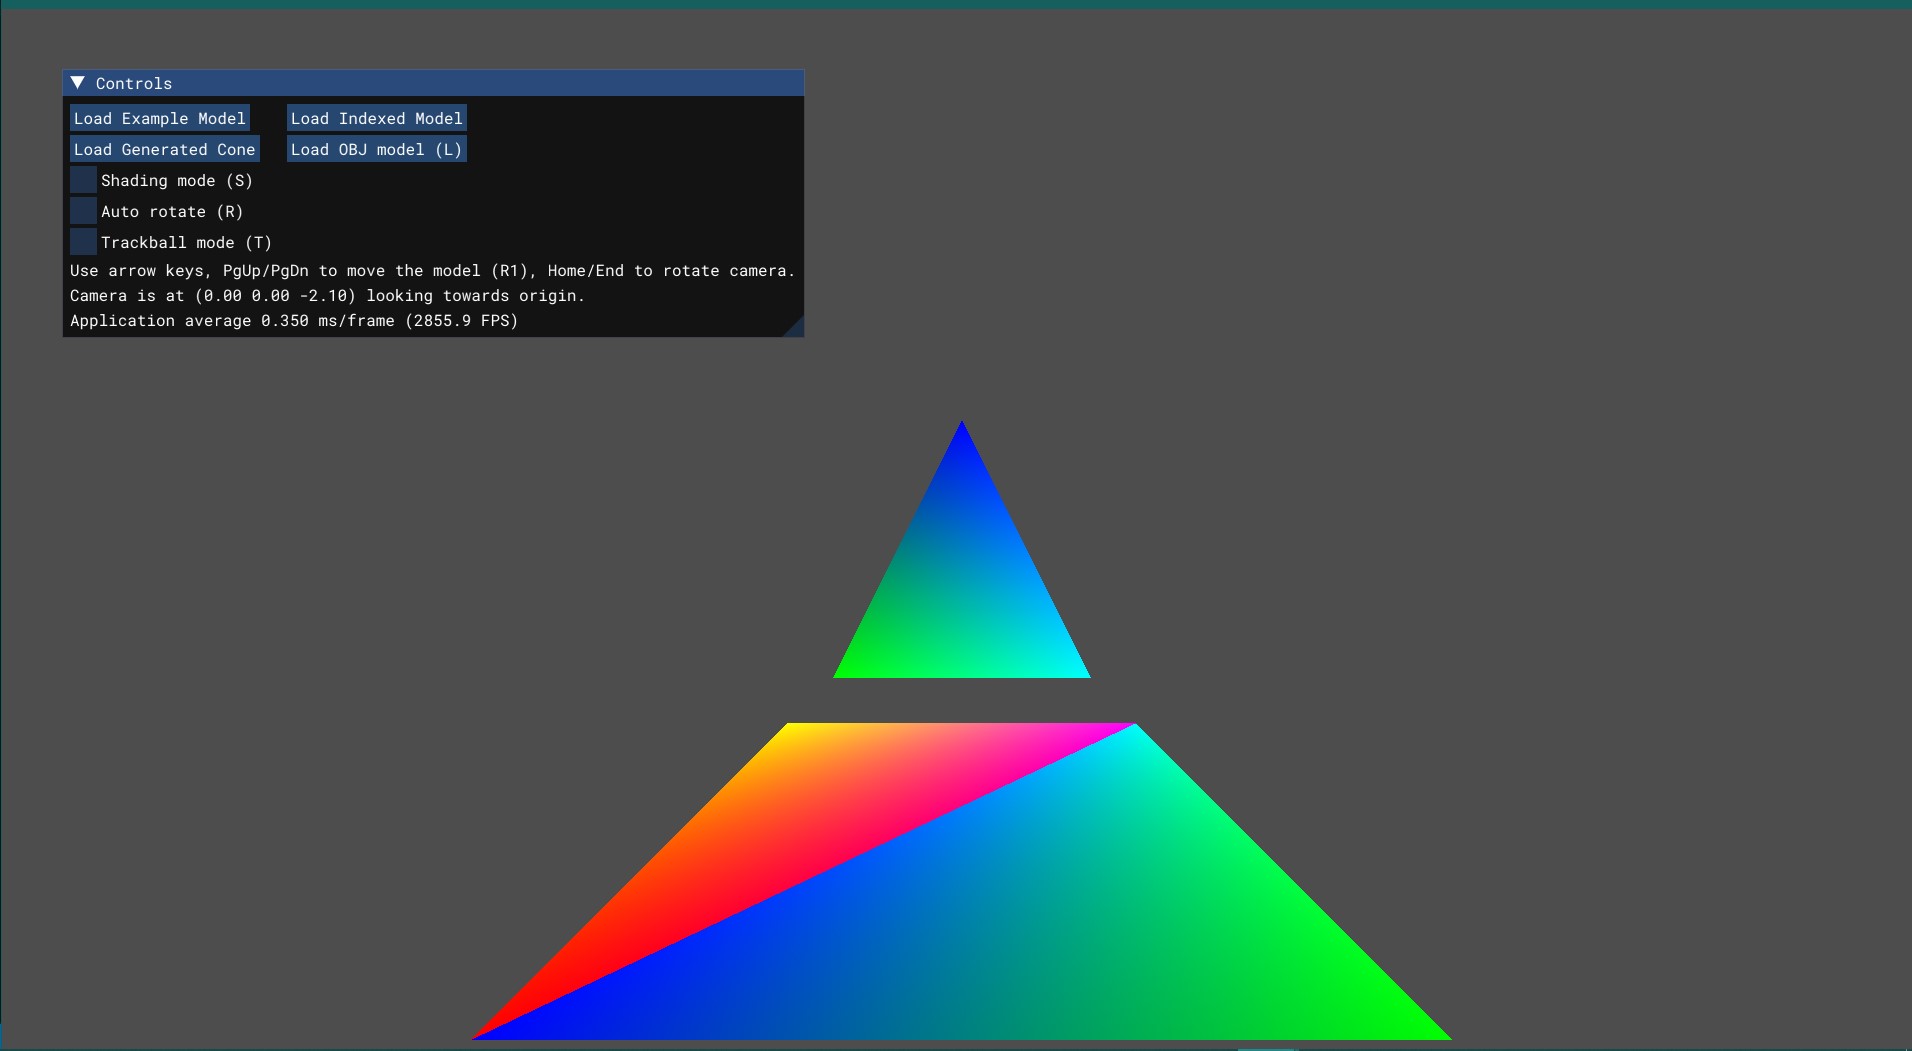 Controls
Load Example Model Load Indexed Model
Load Generated Cone Load OBJ model (L)
Shading mode (S)
Auto rotate (R)
Trackball mode (T)
Use arrow keys, PgUp/PgDn to move the model (R1), Home/End to rotate camera.
Camera is at (0.00 0.00 -2.10) looking towards origin.
Application average 0.350 ms/frame (2855.9 FPS)